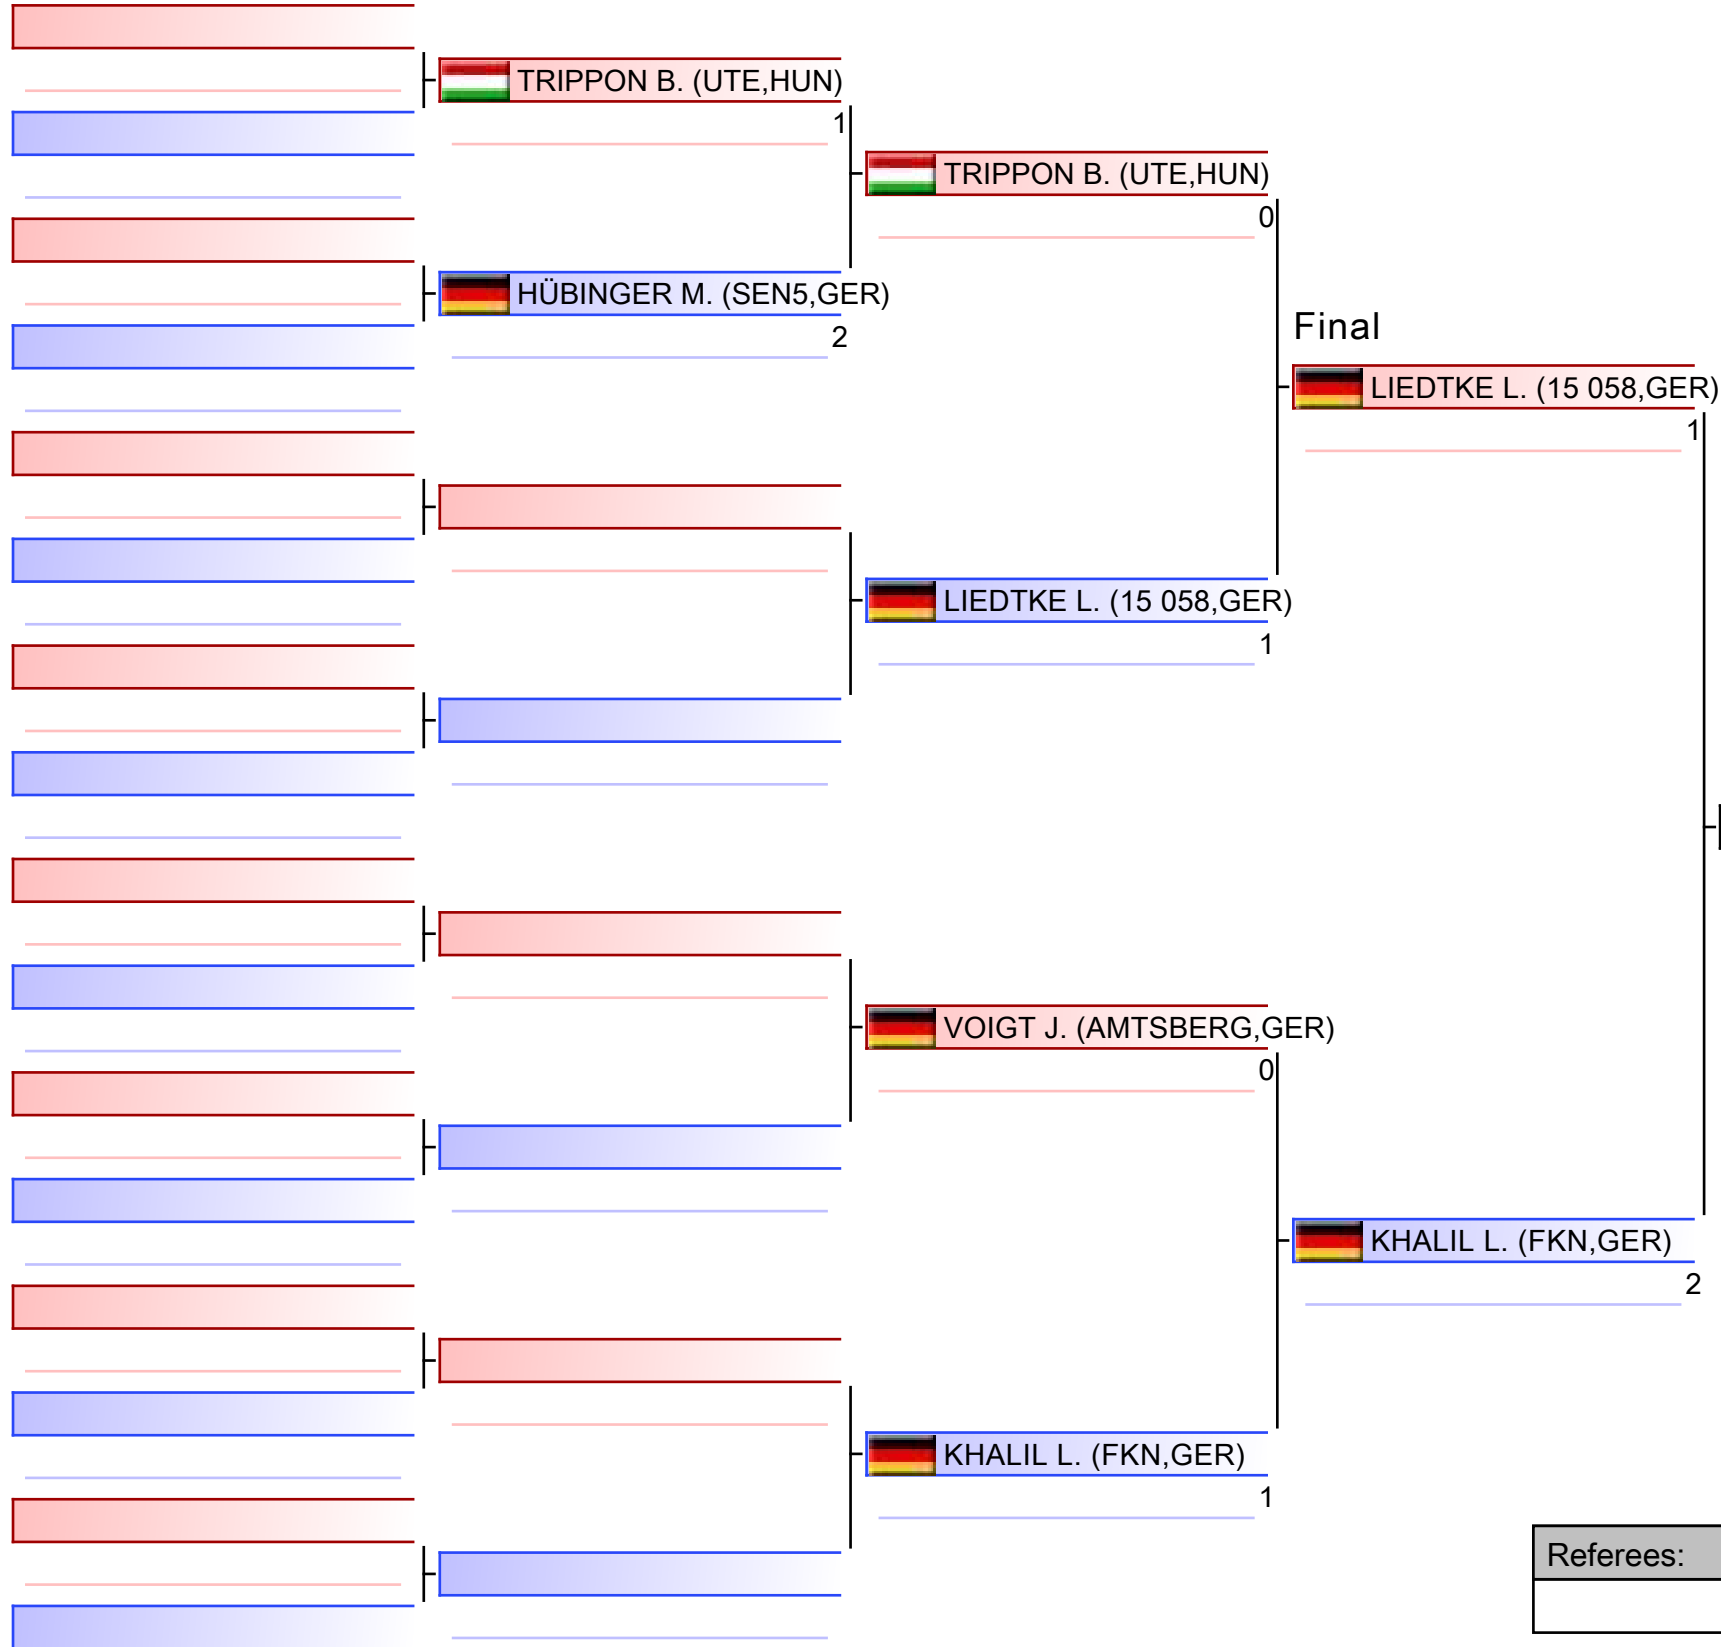 TRIPPON B. (UTE,HUN)
1
HÜBINGER M. (SEN5,GER)
2
TRIPPON B. (UTE,HUN)
0
LIEDTKE L. (15 058,GER)
1
VOIGT J. (AMTSBERG,GER)
0
KHALIL L. (FKN,GER)
1
Final
LIEDTKE L. (15 058,GER)
1
KHALIL L. (FKN,GER)
2
Referees: